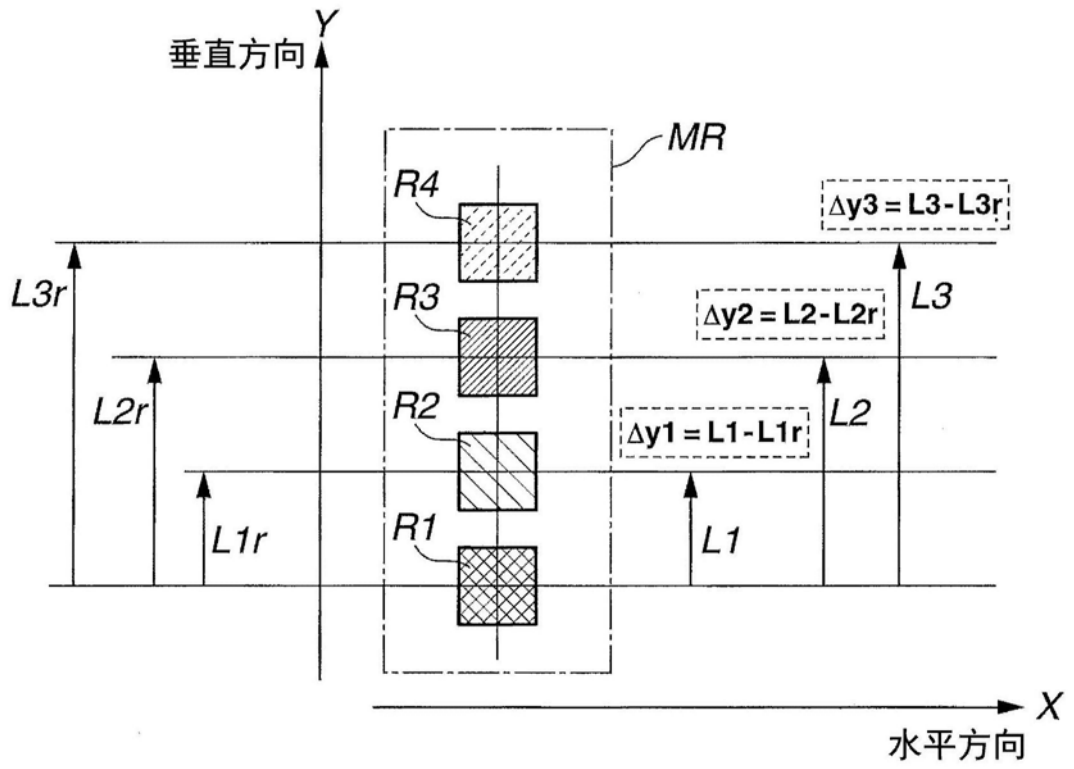 Y
垂直方向
MR
R4
Δy3 = L3 - L3r
L3r
R3
Δy2 = L2 - L2r
L3
L2r
R2
Δy1 = L1 - L1r
L2
L1r
R1
L1
X
水平方向